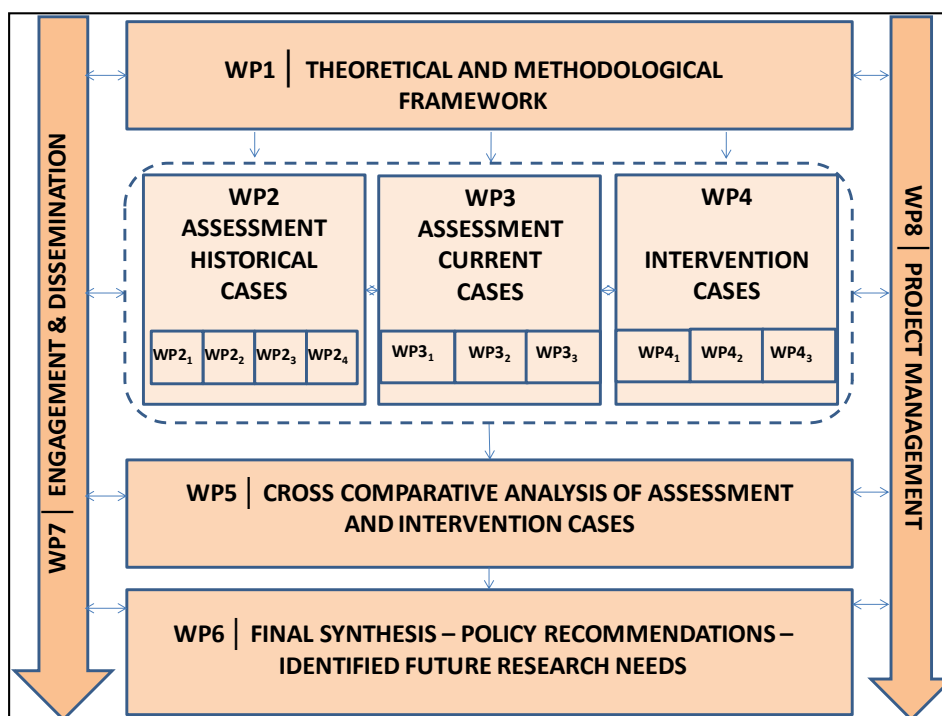 WP1 | THEORETICAL AND METHODOLOGICAL
FRAMEWORK
WP2
ASSESSMENT
HISTORICAL
CASES
WP2₁ WP2₂ WP2₃ WP2₄
WP3
ASSESSMENT
CURRENT
CASES
WP3₁ WP3₂ WP3₃
WP4
INTERVENTION
CASES
WP4₁ WP4₂ WP4₃
WP5 | CROSS COMPARATIVE ANALYSIS OF ASSESSMENT
AND INTERVENTION CASES
WP6 | FINAL SYNTHESIS – POLICY RECOMMENDATIONS –
IDENTIFIED FUTURE RESEARCH NEEDS
WP7 | ENGAGEMENT & DISSEMINATION
WP8 | PROJECT MANAGEMENT